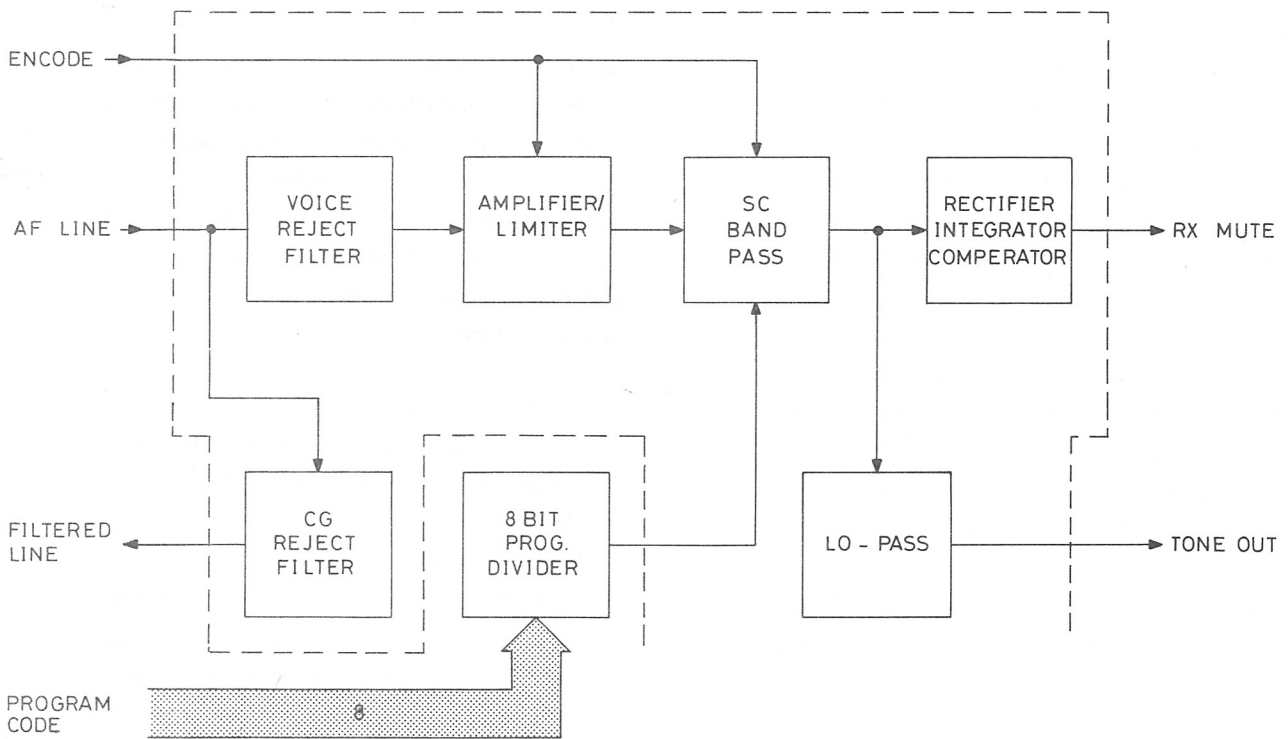 ENCODE
AF LINE
VOICE
REJECT
FILTER
AMPLIFIER/
LIMITER
SC
BAND
PASS
RECTIFIER
INTEGRATOR
COMPERATOR
RX MUTE
FILTERED
LINE
CG
REJECT
FILTER
8 BIT
PROG.
DIVIDER
LO - PASS
TONE OUT
PROGRAM
CODE
8